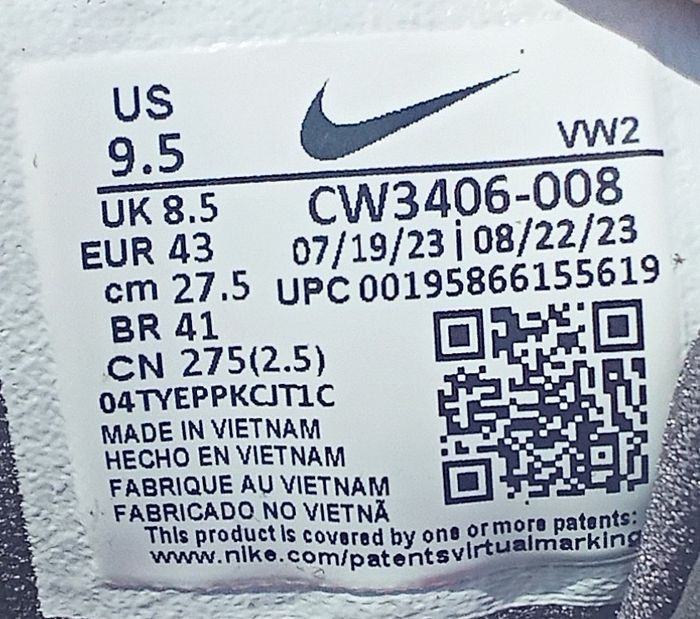 US
9.5
VW2
UK 8.5
CW3406-008
EUR 43
07/19/23 | 08/22/23
cm 27.5
UPC 00195866155619
BR 41
CN 275(2.5)
04TYEPPKCJT1C
MADE IN VIETNAM
HECHO EN VIETNAM
FABRIQUE AU VIETNAM
FABRICADO NO VIETNÃ
This product is covered by one or more patents:
www.nike.com/patentsvirtualmarking